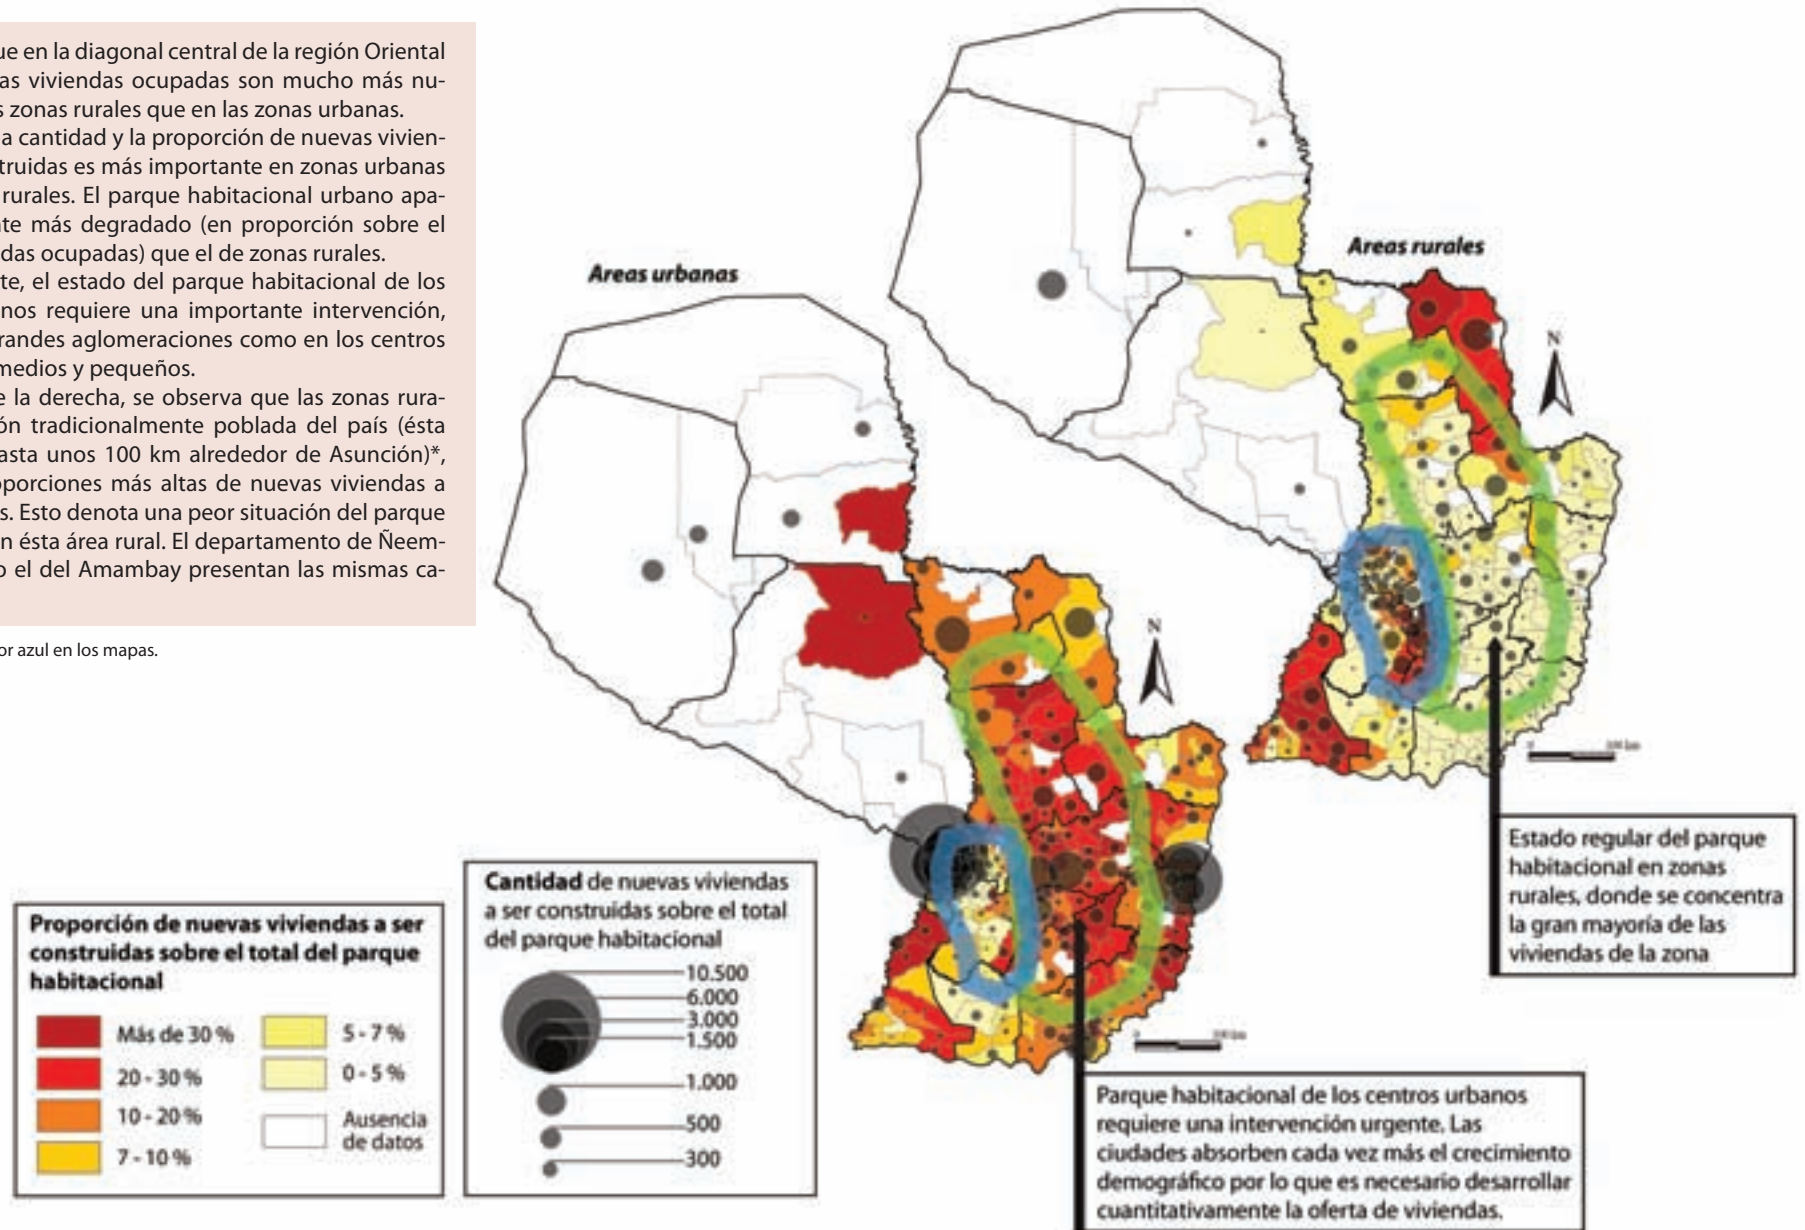 ue en la diagonal central de la región Oriental
as viviendas ocupadas son mucho más nu-
s zonas rurales que en las zonas urbanas.
a cantidad y la proporción de nuevas vivien-
truidas es más importante en zonas urbanas
rurales. El parque habitacional urbano apa-
te más degradado (en proporción sobre el
das ocupadas) que el de zonas rurales.
te, el estado del parque habitacional de los
nos requiere una importante intervención,
randes aglomeraciones como en los centros
medios y pequeños.
e la derecha, se observa que las zonas rura-
ón tradicionalmente poblada del país (ésta
asta unos 100 km alrededor de Asunción)*,
oporciones más altas de nuevas viviendas a
s. Esto denota una peor situación del parque
n ésta área rural. El departamento de Ñeem-
o el del Amambay presentan las mismas ca-
or azul en los mapas.
Areas urbanas
Areas rurales
N
N
0 100 km
0 100 km
Estado regular del parque
habitacional en zonas
rurales, donde se concentra
la gran mayoría de las
viviendas de la zona
Parque habitacional de los centros urbanos
requiere una intervención urgente. Las
ciudades absorben cada vez más el crecimiento
demográfico por lo que es necesario desarrollar
cuantitativamente la oferta de viviendas.
Proporción de nuevas viviendas a ser
construidas sobre el total del parque
habitacional
Más de 30 %
20 - 30 %
10 - 20 %
7 - 10 %
5 - 7 %
0 - 5 %
Ausencia
de datos
Cantidad de nuevas viviendas
a ser construidas sobre el total
del parque habitacional
10.500
6.000
3.000
1.500
1.000
500
300